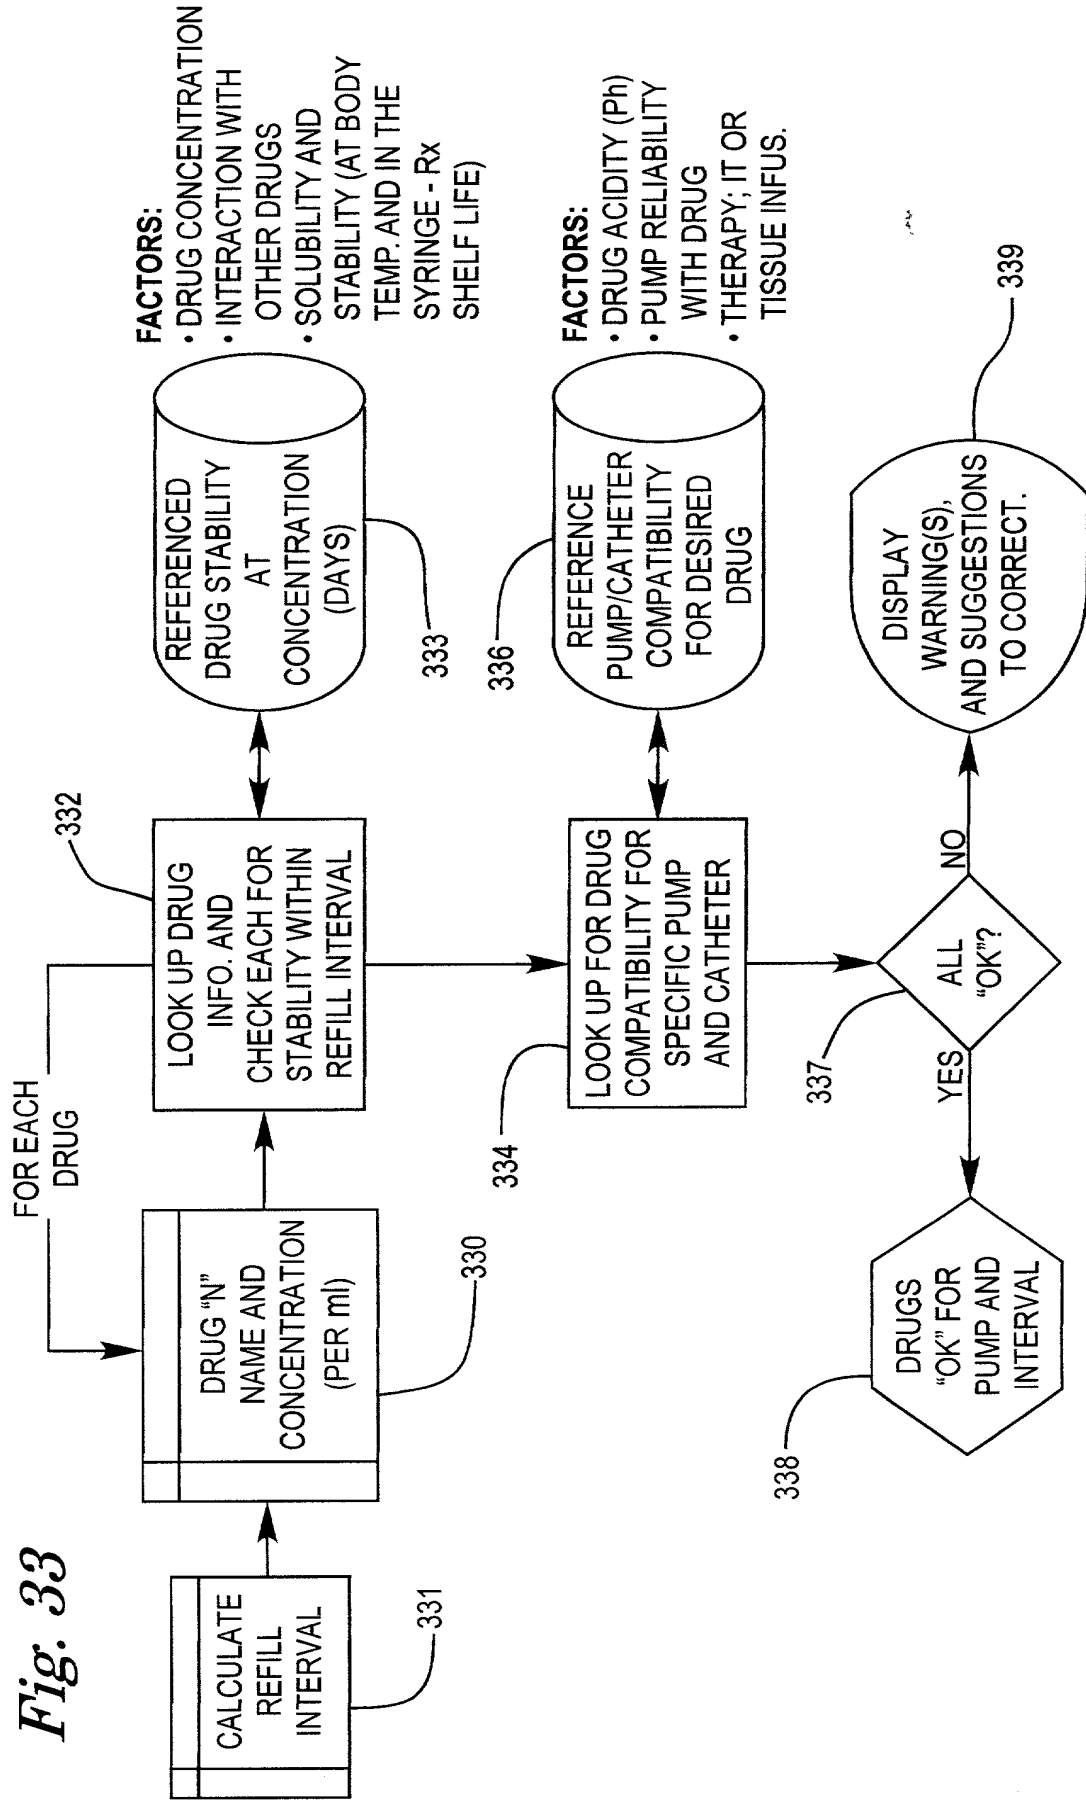 Fig. 33
FOR EACH
DRUG
CALCULATE
REFILL
INTERVAL
331
DRUG “N”
NAME AND
CONCENTRATION
(PER ml)
330
LOOK UP DRUG
INFO. AND
CHECK EACH FOR
STABILITY WITHIN
REFILL INTERVAL
332
REFERENCED
DRUG STABILITY
AT
CONCENTRATION
(DAYS)
333
FACTORS:
• DRUG CONCENTRATION
• INTERACTION WITH
OTHER DRUGS
• SOLUBILITY AND
STABILITY (AT BODY
TEMP. AND IN THE
SYRINGE - Rx
SHELF LIFE)
LOOK UP FOR DRUG
COMPATIBILITY FOR
SPECIFIC PUMP
AND CATHETER
334
REFERENCE
PUMP/CATHETER
COMPATIBILITY
FOR DESIRED
DRUG
336
FACTORS:
• DRUG ACIDITY (Ph)
• PUMP RELIABILITY
WITH DRUG
• THERAPY; IT OR
TISSUE INFUS.
ALL
“OK”?
337
YES
NO
DRUGS
“OK” FOR
PUMP AND
INTERVAL
338
DISPLAY
WARNING(S),
AND SUGGESTIONS
TO CORRECT.
339